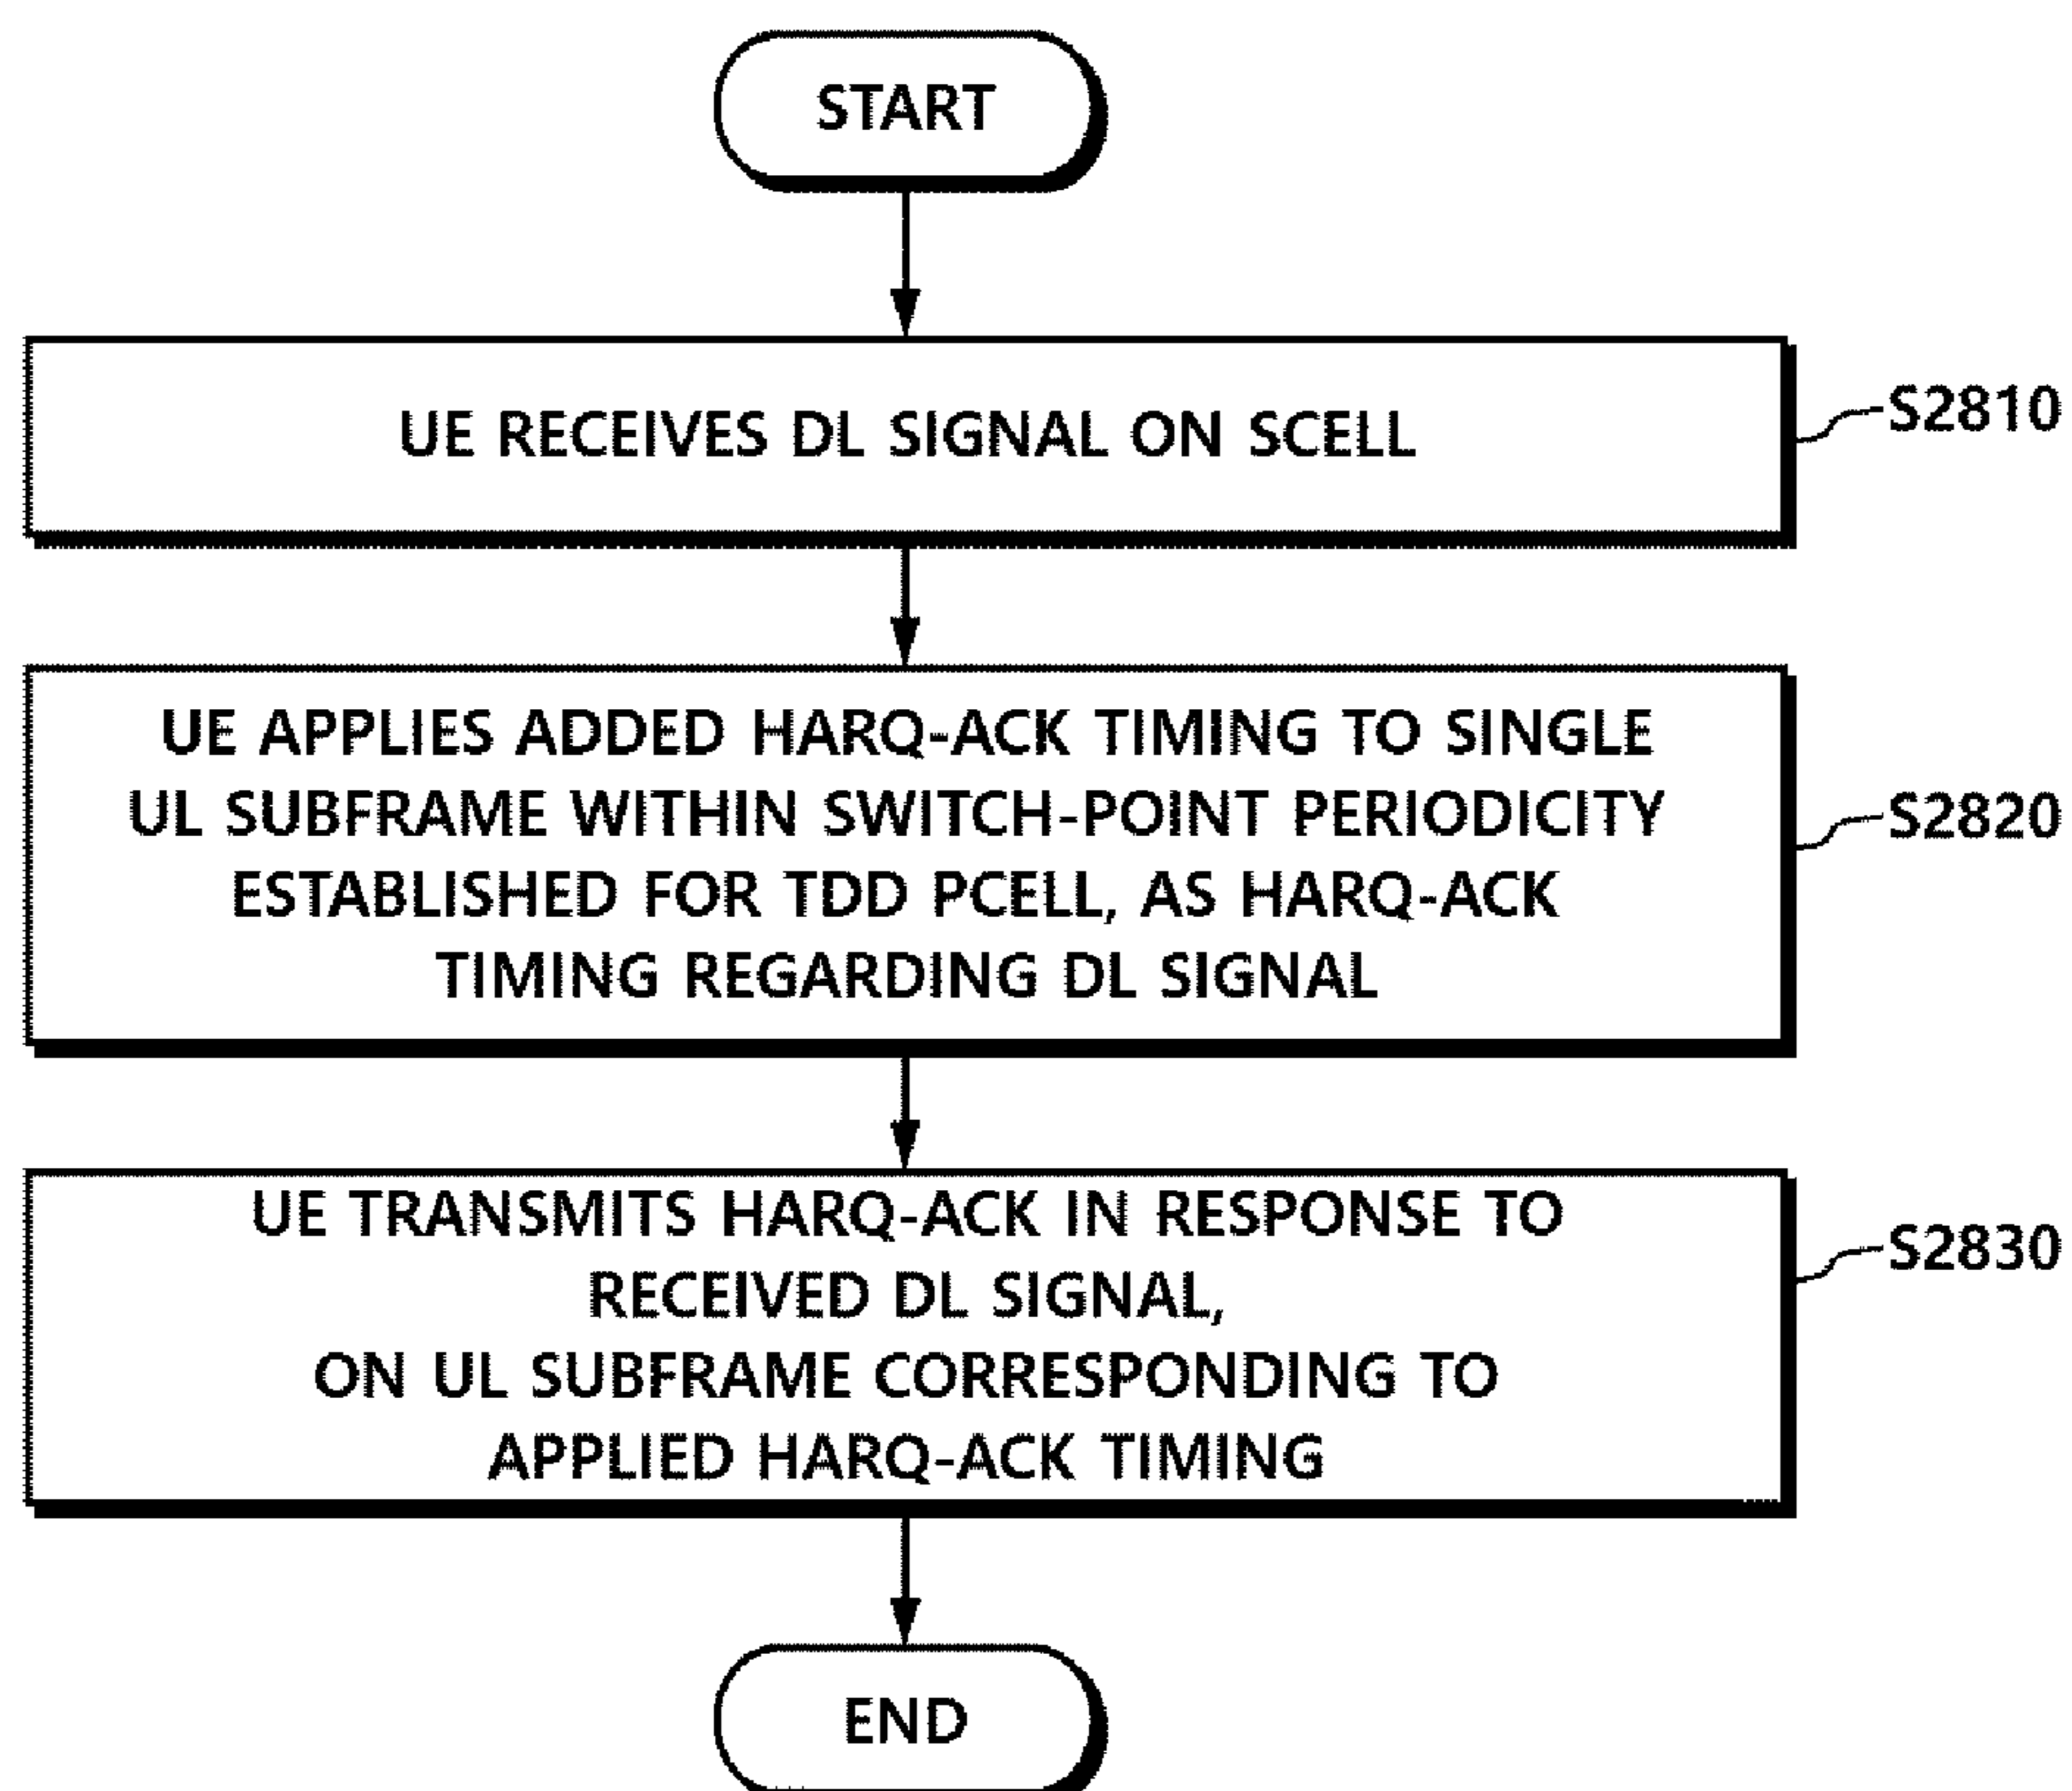 START
UE RECEIVES DL SIGNAL ON SCELL
S2810
UE APPLIES ADDED HARQ-ACK TIMING TO SINGLE
UL SUBFRAME WITHIN SWITCH-POINT PERIODICITY
ESTABLISHED FOR TDD PCELL, AS HARQ-ACK
TIMING REGARDING DL SIGNAL
S2820
UE TRANSMITS HARQ-ACK IN RESPONSE TO
RECEIVED DL SIGNAL,
ON UL SUBFRAME CORRESPONDING TO
APPLIED HARQ-ACK TIMING
S2830
END